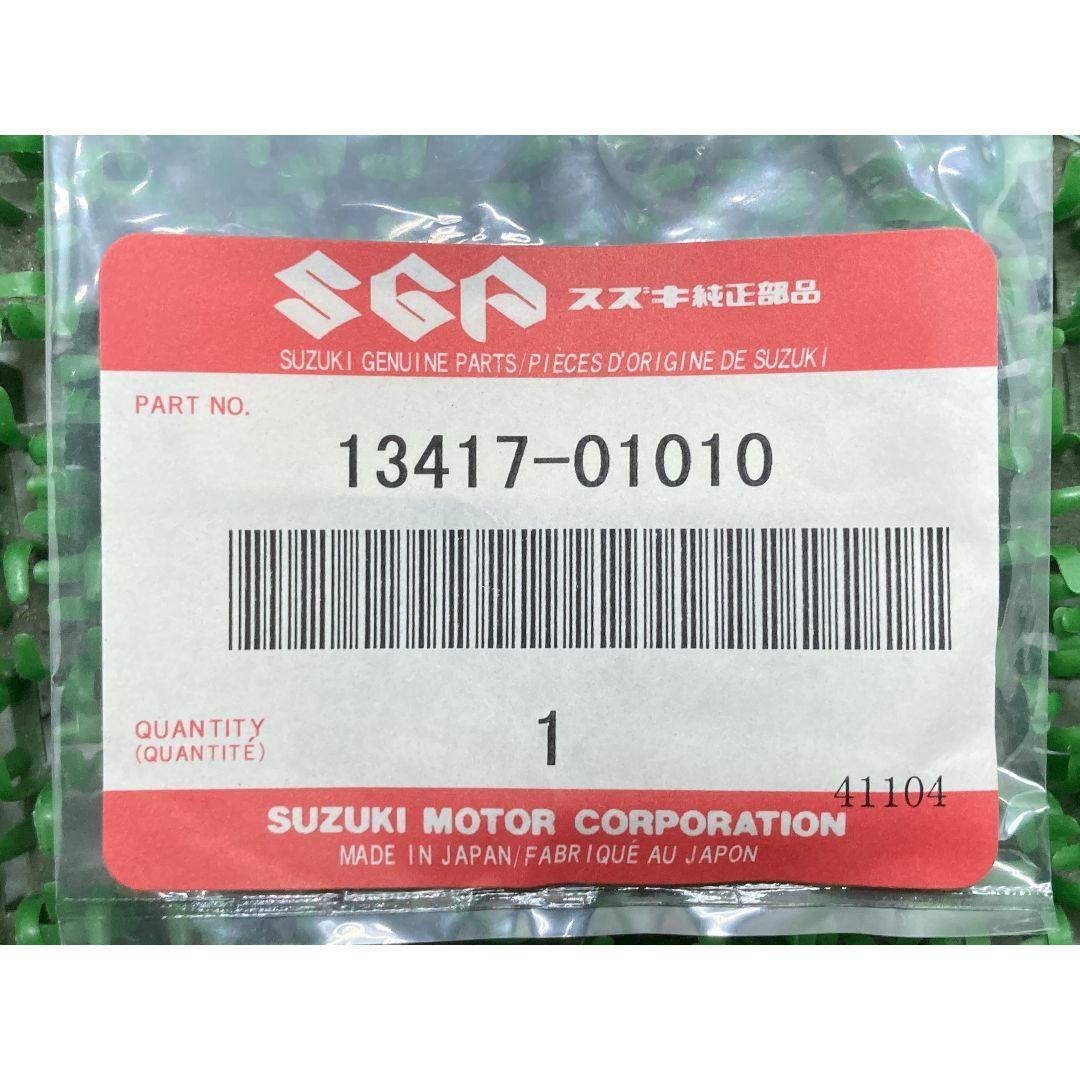 SGP スズキ純正部品
SUZUKI GENUINE PARTS/PIÈCES D'ORIGINE DE SUZUKI
PART NO.
13417-01010
QUANTITY
(QUANTITÉ)
1
41104
SUZUKI MOTOR CORPORATION
MADE IN JAPAN/FABRIQUÉ AU JAPON